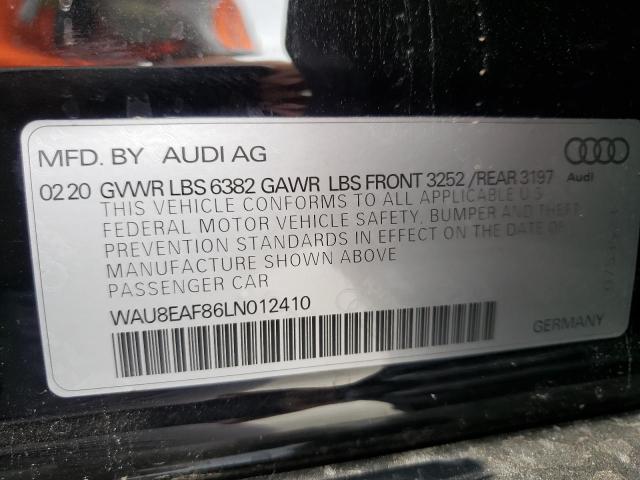 MFD. BY AUDI AG
Audi
0220 GVWR LBS 6382 GAWR LBS FRONT 3252 /REAR 3197
THIS VEHICLE CONFORMS TO ALL APPLICABLE U.S.
FEDERAL MOTOR VEHICLE SAFETY, BUMPER AND THEFT
PREVENTION STANDARDS IN EFFECT ON THE DATE OF
MANUFACTURE SHOWN ABOVE
PASSENGER CAR
WAU8EAF86LN012410
GERMANY